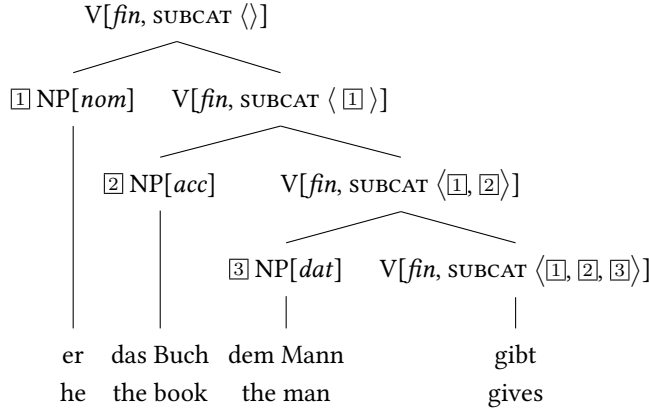 V[fin, SUBCAT ⟨⟩]
1 NP[nom] V[fin, SUBCAT ⟨ 1 ⟩]
2 NP[acc] V[fin, SUBCAT ⟨1, 2⟩]
3 NP[dat] V[fin, SUBCAT ⟨1, 2, 3⟩]
er das Buch dem Mann gibt
he the book the man gives